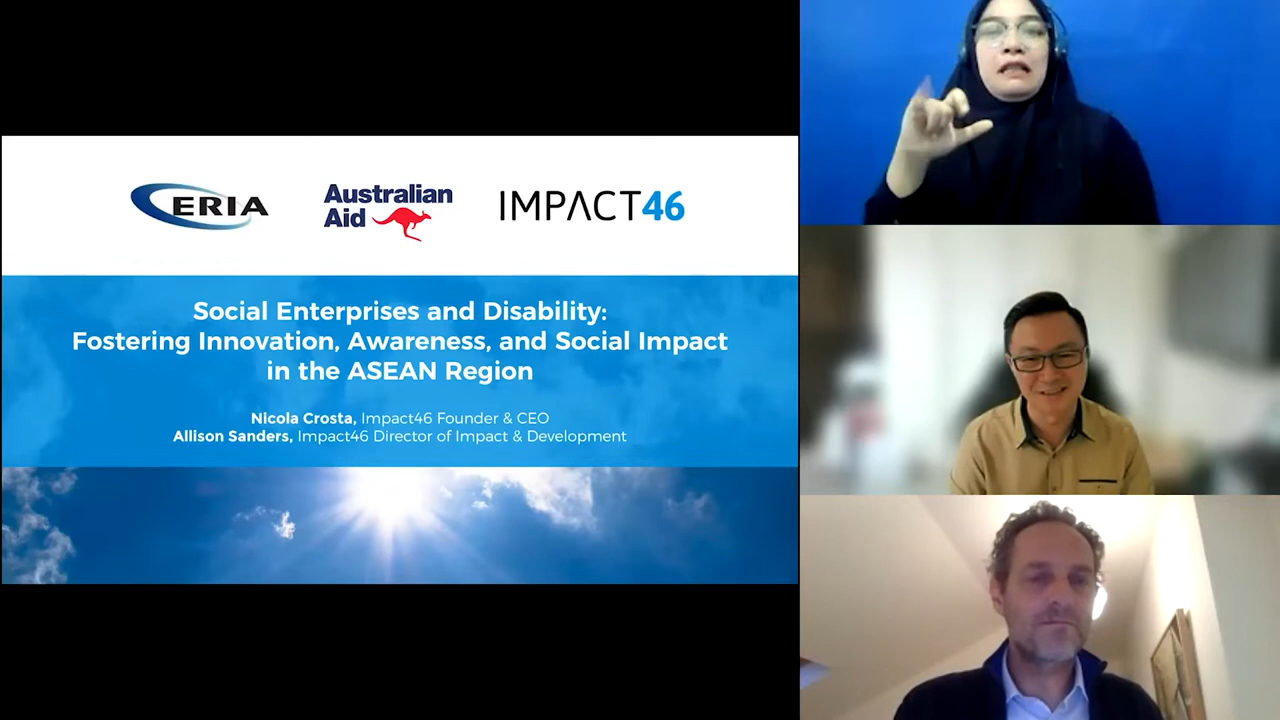 ERIA
Australian
Aid
IMPACT46
Social Enterprises and Disability:
Fostering Innovation, Awareness, and Social Impact
in the ASEAN Region
Nicola Crosta, Impact46 Founder & CEO
Allison Sanders, Impact46 Director of Impact & Development